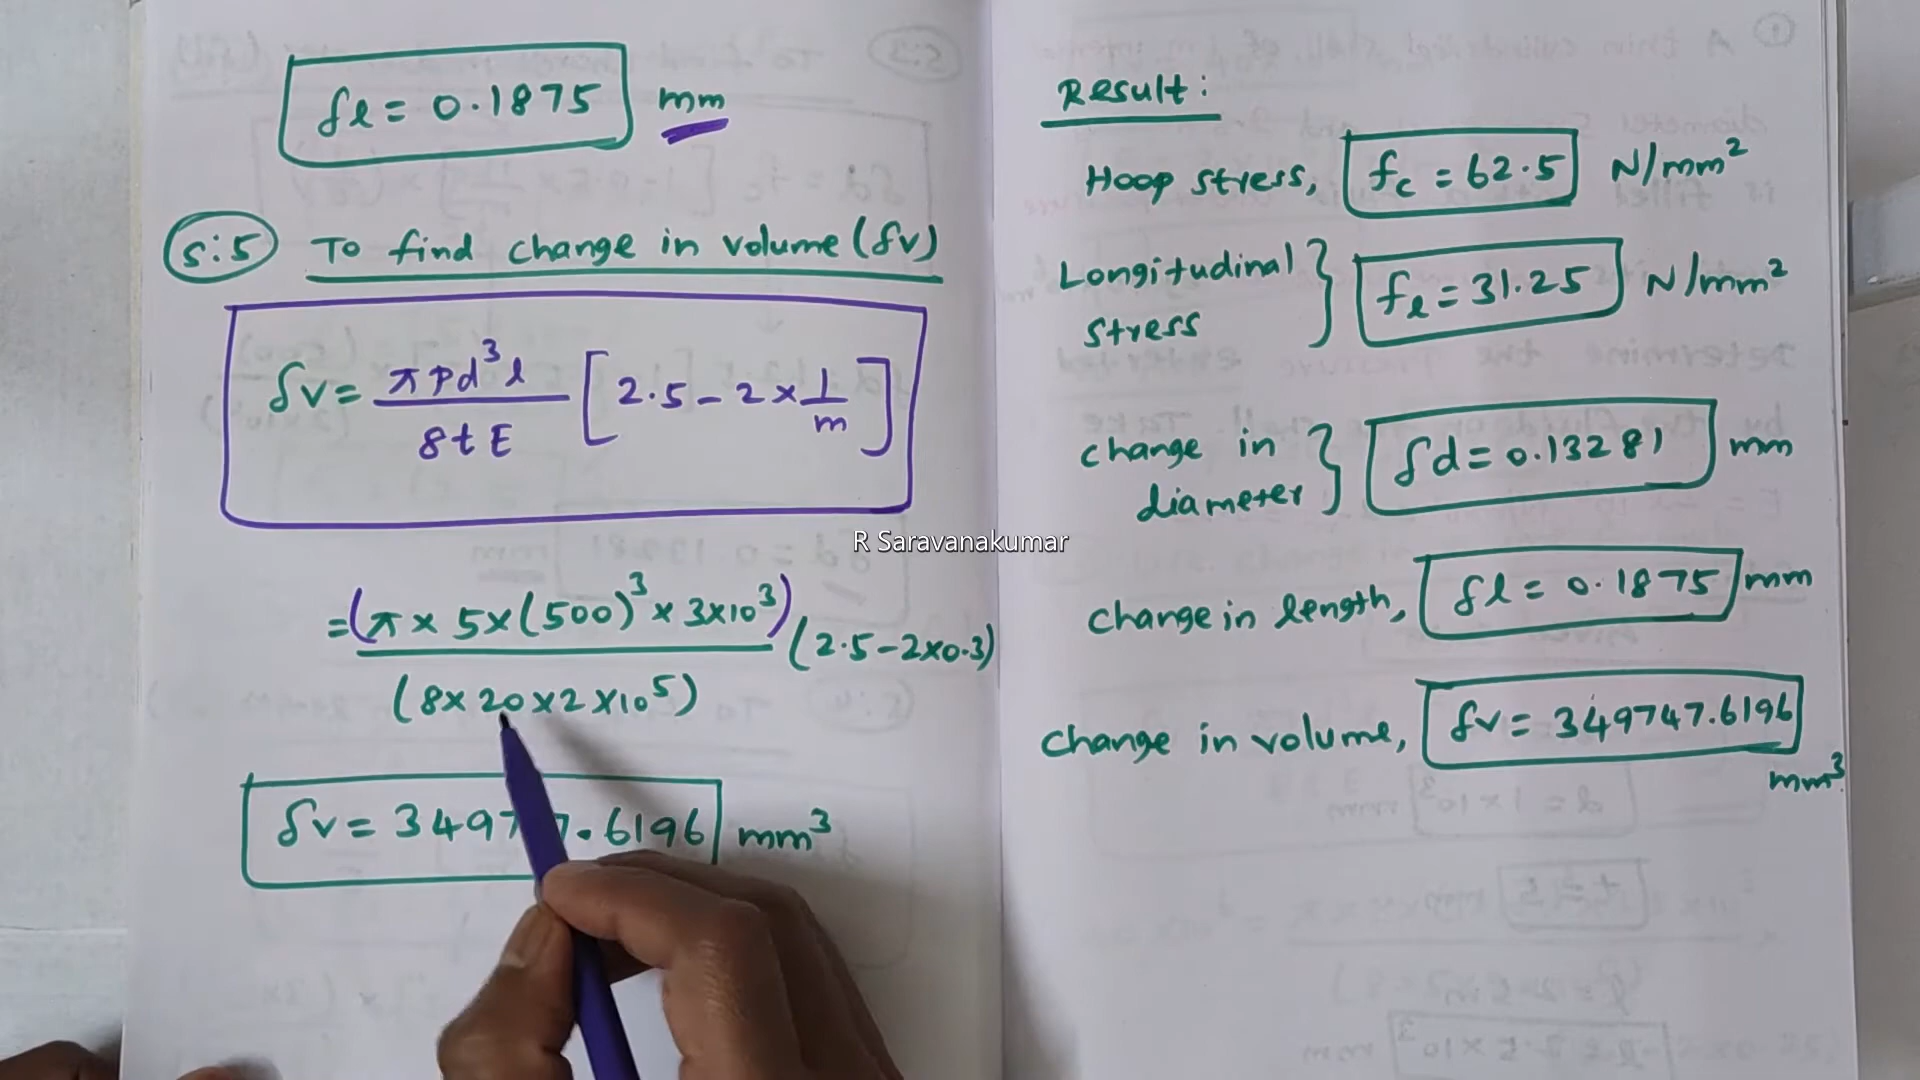 δl = 0.1875 mm
S:5 To find change in volume (δv)
δv = πpd³l / 8tE [2.5 - 2 × 1/m]
= (π × 5 × (500)³ × 3×10³) / (8×20×2×10⁵) (2.5-2×0.3)
δv = 349747.6196 mm³
Result:
Hoop stress, fc = 62.5 N/mm²
Longitudinal stress } fl = 31.25 N/mm²
change in diameter } δd = 0.13281 mm
change in length, δl = 0.1875 mm
change in volume, δv = 349747.6196 mm³
R Saravanakumar